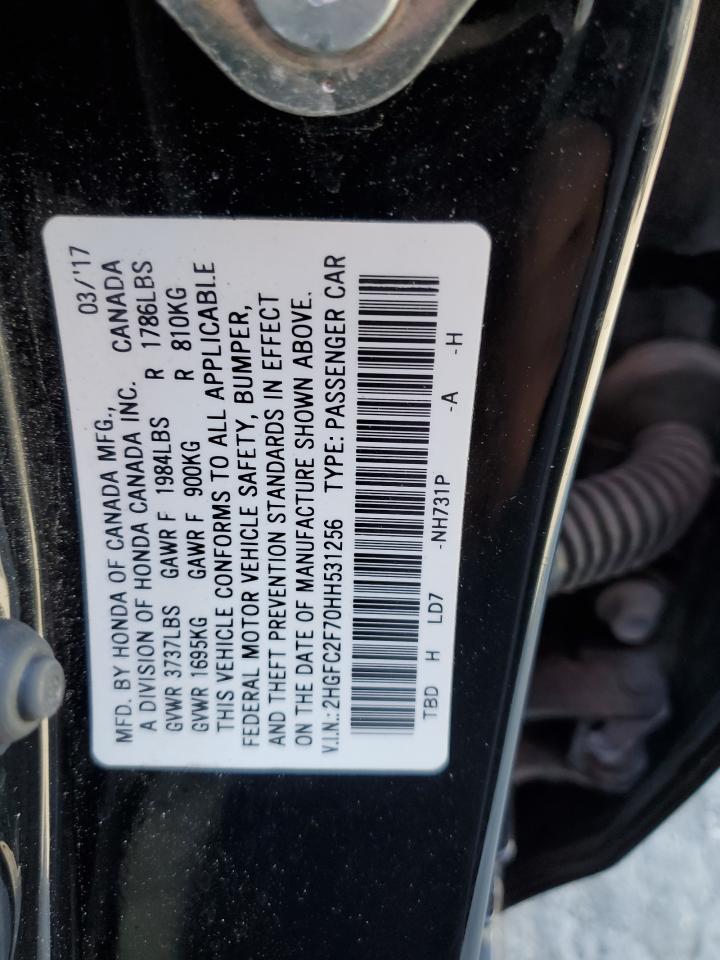 MFD. BY HONDA OF CANADA MFG., 03/'17
A DIVISION OF HONDA CANADA INC. CANADA
GVWR 3737LBS GAWR F 1984LBS R 1786LBS
GVWR 1695KG GAWR F 900KG R 810KG
THIS VEHICLE CONFORMS TO ALL APPLICABLE
FEDERAL MOTOR VEHICLE SAFETY, BUMPER,
AND THEFT PREVENTION STANDARDS IN EFFECT
ON THE DATE OF MANUFACTURE SHOWN ABOVE.
V.I.N.: 2HGFC2F70HH531256 TYPE: PASSENGER CAR
TBD H LD7 -NH731P -A -H